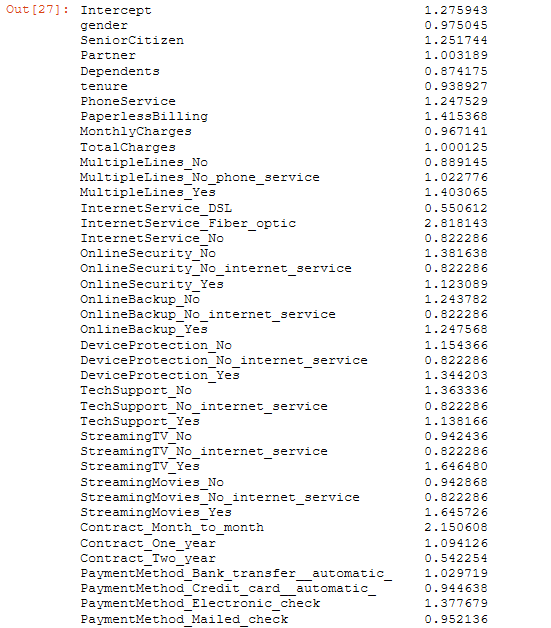 Out[27]: Intercept 1.275943
gender 0.975045
SeniorCitizen 1.251744
Partner 1.003189
Dependents 0.874175
tenure 0.938927
PhoneService 1.247529
PaperlessBilling 1.415368
MonthlyCharges 0.967141
TotalCharges 1.000125
MultipleLines_No 0.889145
MultipleLines_No_phone_service 1.022776
MultipleLines_Yes 1.403065
InternetService_DSL 0.550612
InternetService_Fiber_optic 2.818143
InternetService_No 0.822286
OnlineSecurity_No 1.381638
OnlineSecurity_No_internet_service 0.822286
OnlineSecurity_Yes 1.123089
OnlineBackup_No 1.243782
OnlineBackup_No_internet_service 0.822286
OnlineBackup_Yes 1.247568
DeviceProtection_No 1.154366
DeviceProtection_No_internet_service 0.822286
DeviceProtection_Yes 1.344203
TechSupport_No 1.363336
TechSupport_No_internet_service 0.822286
TechSupport_Yes 1.138166
StreamingTV_No 0.942436
StreamingTV_No_internet_service 0.822286
StreamingTV_Yes 1.646480
StreamingMovies_No 0.942868
StreamingMovies_No_internet_service 0.822286
StreamingMovies_Yes 1.645726
Contract_Month_to_month 2.150608
Contract_One_year 1.094126
Contract_Two_year 0.542254
PaymentMethod_Bank_transfer__automatic_ 1.029719
PaymentMethod_Credit_card__automatic_ 0.944638
PaymentMethod_Electronic_check 1.377679
PaymentMethod_Mailed_check 0.952136